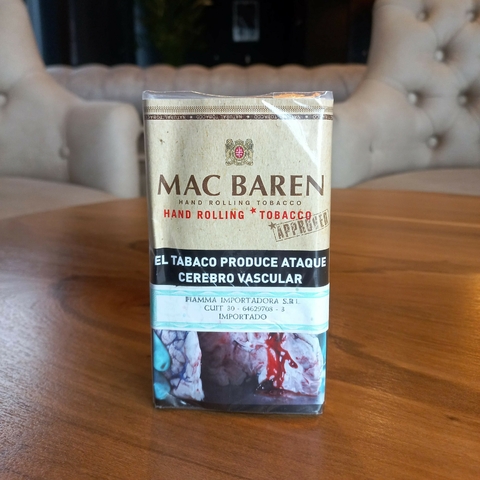 MAC BAREN
HAND ROLLING TOBACCO
HAND ROLLING * TOBACCO
*APPROVED
EL TABACO PRODUCE ATAQUE
CEREBRO VASCULAR
FIAMMA IMPORTADORA S.R.L.
CUIT 30 - 64629708 - 3
IMPORTADO